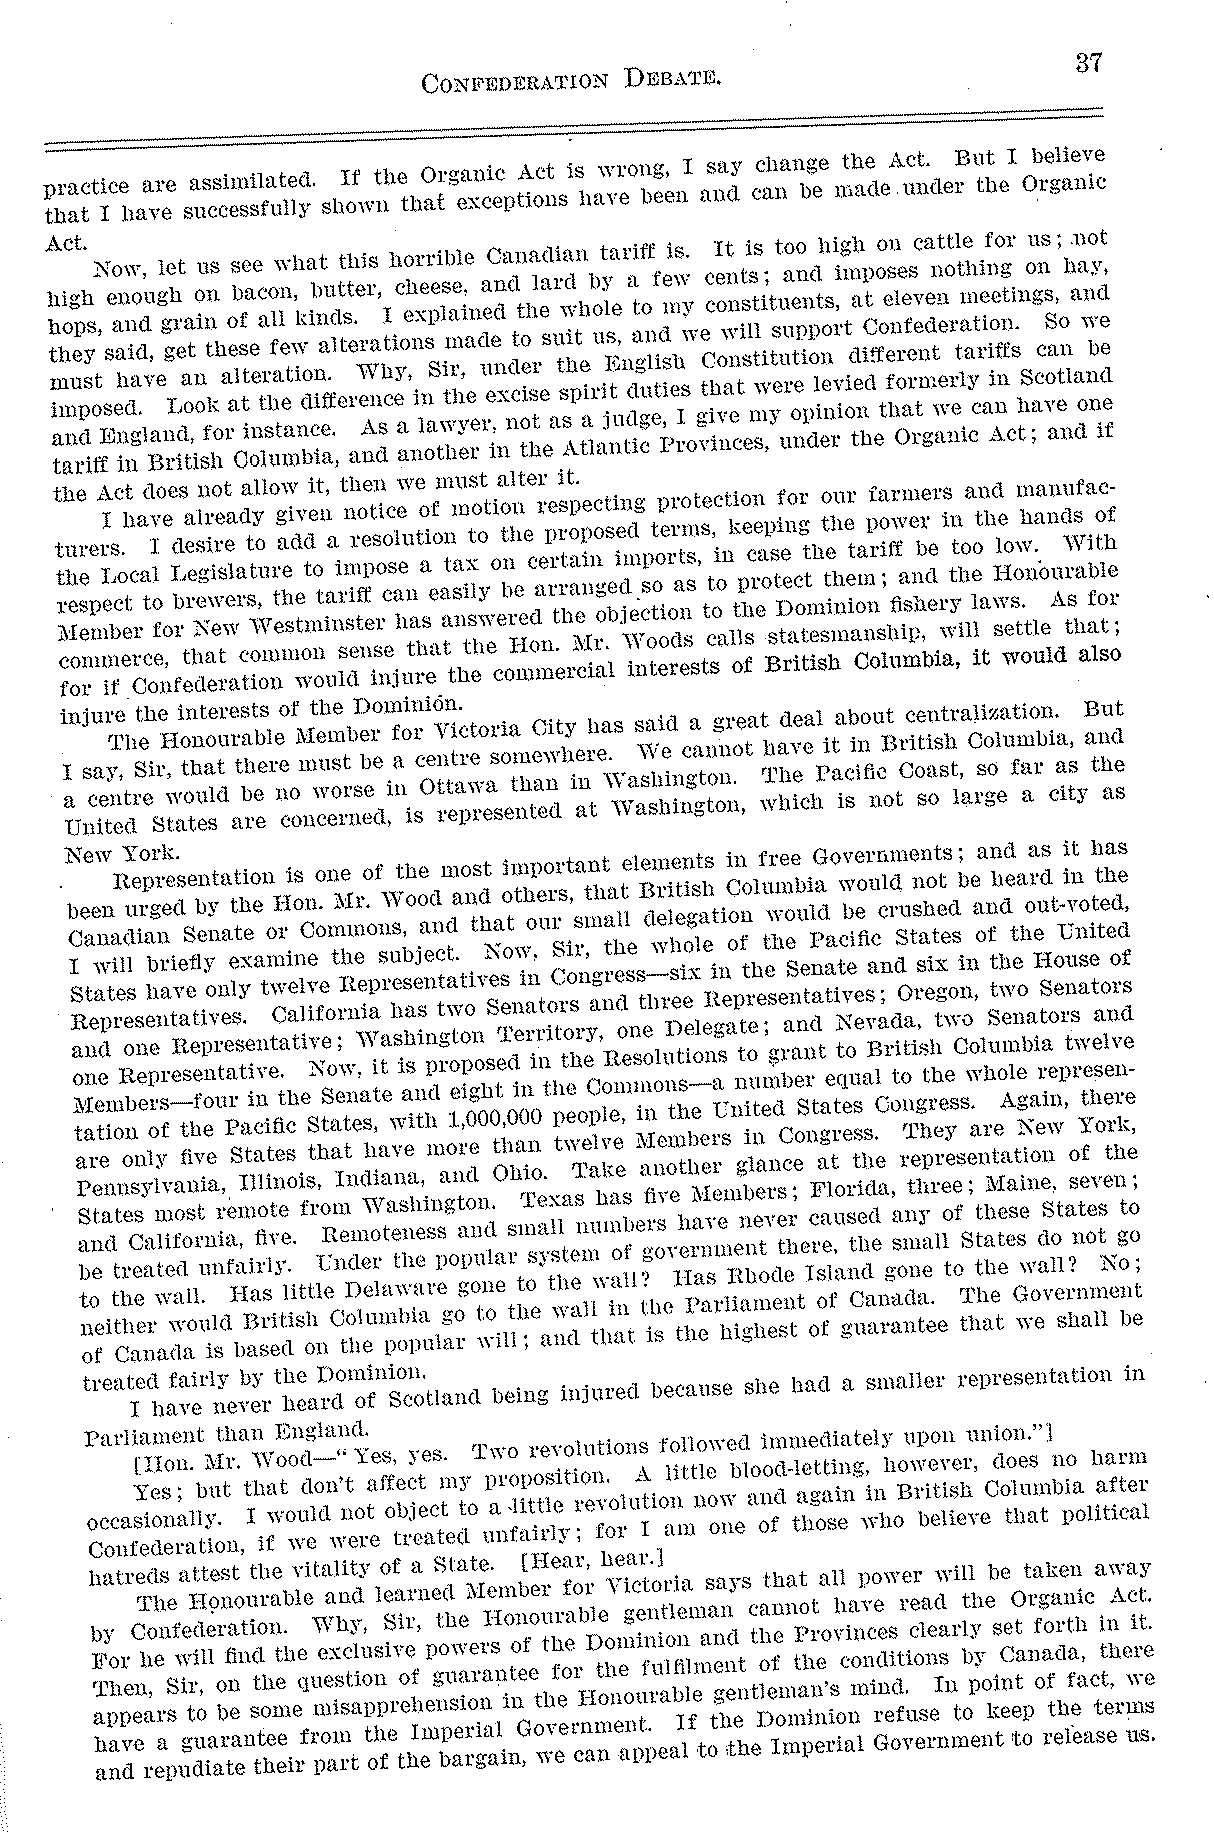 37
CONFEDERATION DEBATE.
practice are assimilated. If the Organic Act is wrong, I say change the Act. But I believe
that I have successfully shown that exceptions have been and can be made under the Organic
Act.
Now, let us see what this horrible Canadian tariff is. It is too high on cattle for us; not
high enough on bacon, butter, cheese, and lard by a few cents; and imposes nothing on hay,
hops, and grain of all kinds. I explained the whole to my constituents, at eleven meetings, and
they said, get these few alterations made to suit us, and we will support Confederation. So we
must have an alteration. Why, Sir, under the English Constitution different tariffs can be
imposed. Look at the difference in the excise spirit duties that were levied formerly in Scotland
and England, for instance. As a lawyer, not as a judge, I give my opinion that we can have one
tariff in British Columbia, and another in the Atlantic Provinces, under the Organic Act; and if
the Act does not allow it, then we must alter it.
I have already given notice of motion respecting protection for our farmers and manufac-
turers. I desire to add a resolution to the proposed terms, keeping the power in the hands of
the Local Legislature to impose a tax on certain imports, in case the tariff be too low. With
respect to brewers, the tariff can easily be arranged so as to protect them; and the Honourable
Member for New Westminster has answered the objection to the Dominion fishery laws. As for
commerce, that common sense that the Hon. Mr. Woods calls statesmanship, will settle that;
for if Confederation would injure the commercial interests of British Columbia, it would also
injure the interests of the Dominion.
The Honourable Member for Victoria City has said a great deal about centralization. But
I say, Sir, that there must be a centre somewhere. We cannot have it in British Columbia, and
a centre would be no worse in Ottawa than in Washington. The Pacific Coast, so far as the
United States are concerned, is represented at Washington, which is not so large a city as
New York.
Representation is one of the most important elements in free Governments; and as it has
been urged by the Hon. Mr. Wood and others, that British Columbia would not be heard in the
Canadian Senate or Commons, and that our small delegation would be crushed and out-voted,
I will briefly examine the subject. Now, Sir, the whole of the Pacific States of the United
States have only twelve Representatives in Congress—six in the Senate and six in the House of
Representatives. California has two Senators and three Representatives; Oregon, two Senators
and one Representative; Washington Territory, one Delegate; and Nevada, two Senators and
one Representative. Now, it is proposed in the Resolutions to grant to British Columbia twelve
Members—four in the Senate and eight in the Commons—a number equal to the whole represen-
tation of the Pacific States, with 1,000,000 people, in the United States Congress. Again, there
are only five States that have more than twelve Members in Congress. They are New York,
Pennsylvania, Illinois, Indiana, and Ohio. Take another glance at the representation of the
States most remote from Washington. Texas has five Members; Florida, three; Maine, seven;
and California, five. Remoteness and small numbers have never caused any of these States to
be treated unfairly. Under the popular system of government there, the small States do not go
to the wall. Has little Delaware gone to the wall? Has Rhode Island gone to the wall? No;
neither would British Columbia go to the wall in the Parliament of Canada. The Government
of Canada is based on the popular will; and that is the highest of guarantee that we shall be
treated fairly by the Dominion.
I have never heard of Scotland being injured because she had a smaller representation in
Parliament than England.
[Hon. Mr. Wood—"Yes, yes. Two revolutions followed immediately upon union."]
Yes; but that don't affect my proposition. A little blood-letting, however, does no harm
occasionally. I would not object to a little revolution now and again in British Columbia after
Confederation, if we were treated unfairly; for I am one of those who believe that political
hatreds attest the vitality of a State. [Hear, hear.]
The Honourable and learned Member for Victoria says that all power will be taken away
by Confederation. Why, Sir, the Honourable gentleman cannot have read the Organic Act.
For he will find the exclusive powers of the Dominion and the Provinces clearly set forth in it.
Then, Sir, on the question of guarantee for the fulfilment of the conditions by Canada, there
appears to be some misapprehension in the Honourable gentleman's mind. In point of fact, we
have a guarantee from the Imperial Government. If the Dominion refuse to keep the terms
and repudiate their part of the bargain, we can appeal to the Imperial Government to release us.